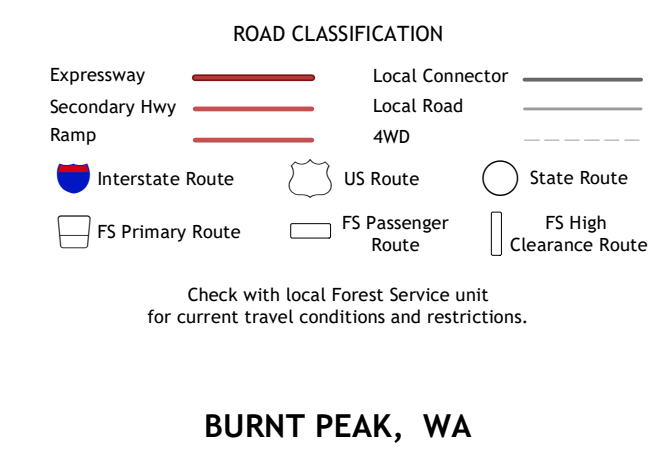 ROAD CLASSIFICATION
Expressway
Local Connector
Secondary Hwy
Local Road
Ramp
4WD
Interstate Route
US Route
State Route
FS Primary Route
FS Passenger
Route
FS High
Clearance Route
Check with local Forest Service unit
for current travel conditions and restrictions.
BURNT PEAK, WA